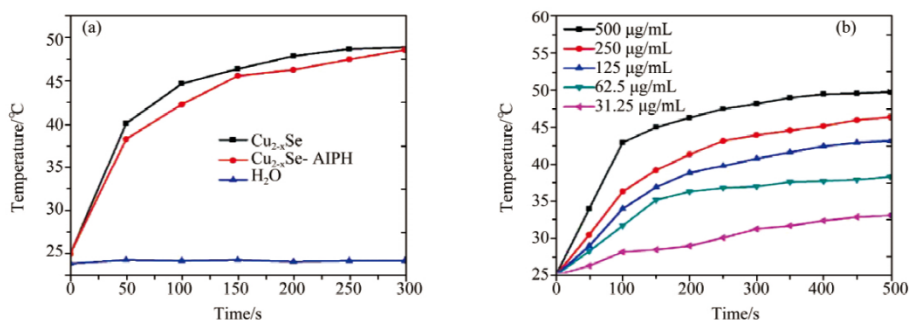 (a)
50
45
40
35
30
25
Temperature/℃
Cu2-xSe
Cu2-xSe- AIPH
H2O
0 50 100 150 200 250 300
Time/s
(b)
60
55
50
45
40
35
30
25
Temperature/℃
500 μg/mL
250 μg/mL
125 μg/mL
62.5 μg/mL
31.25 μg/mL
0 100 200 300 400 500
Time/s